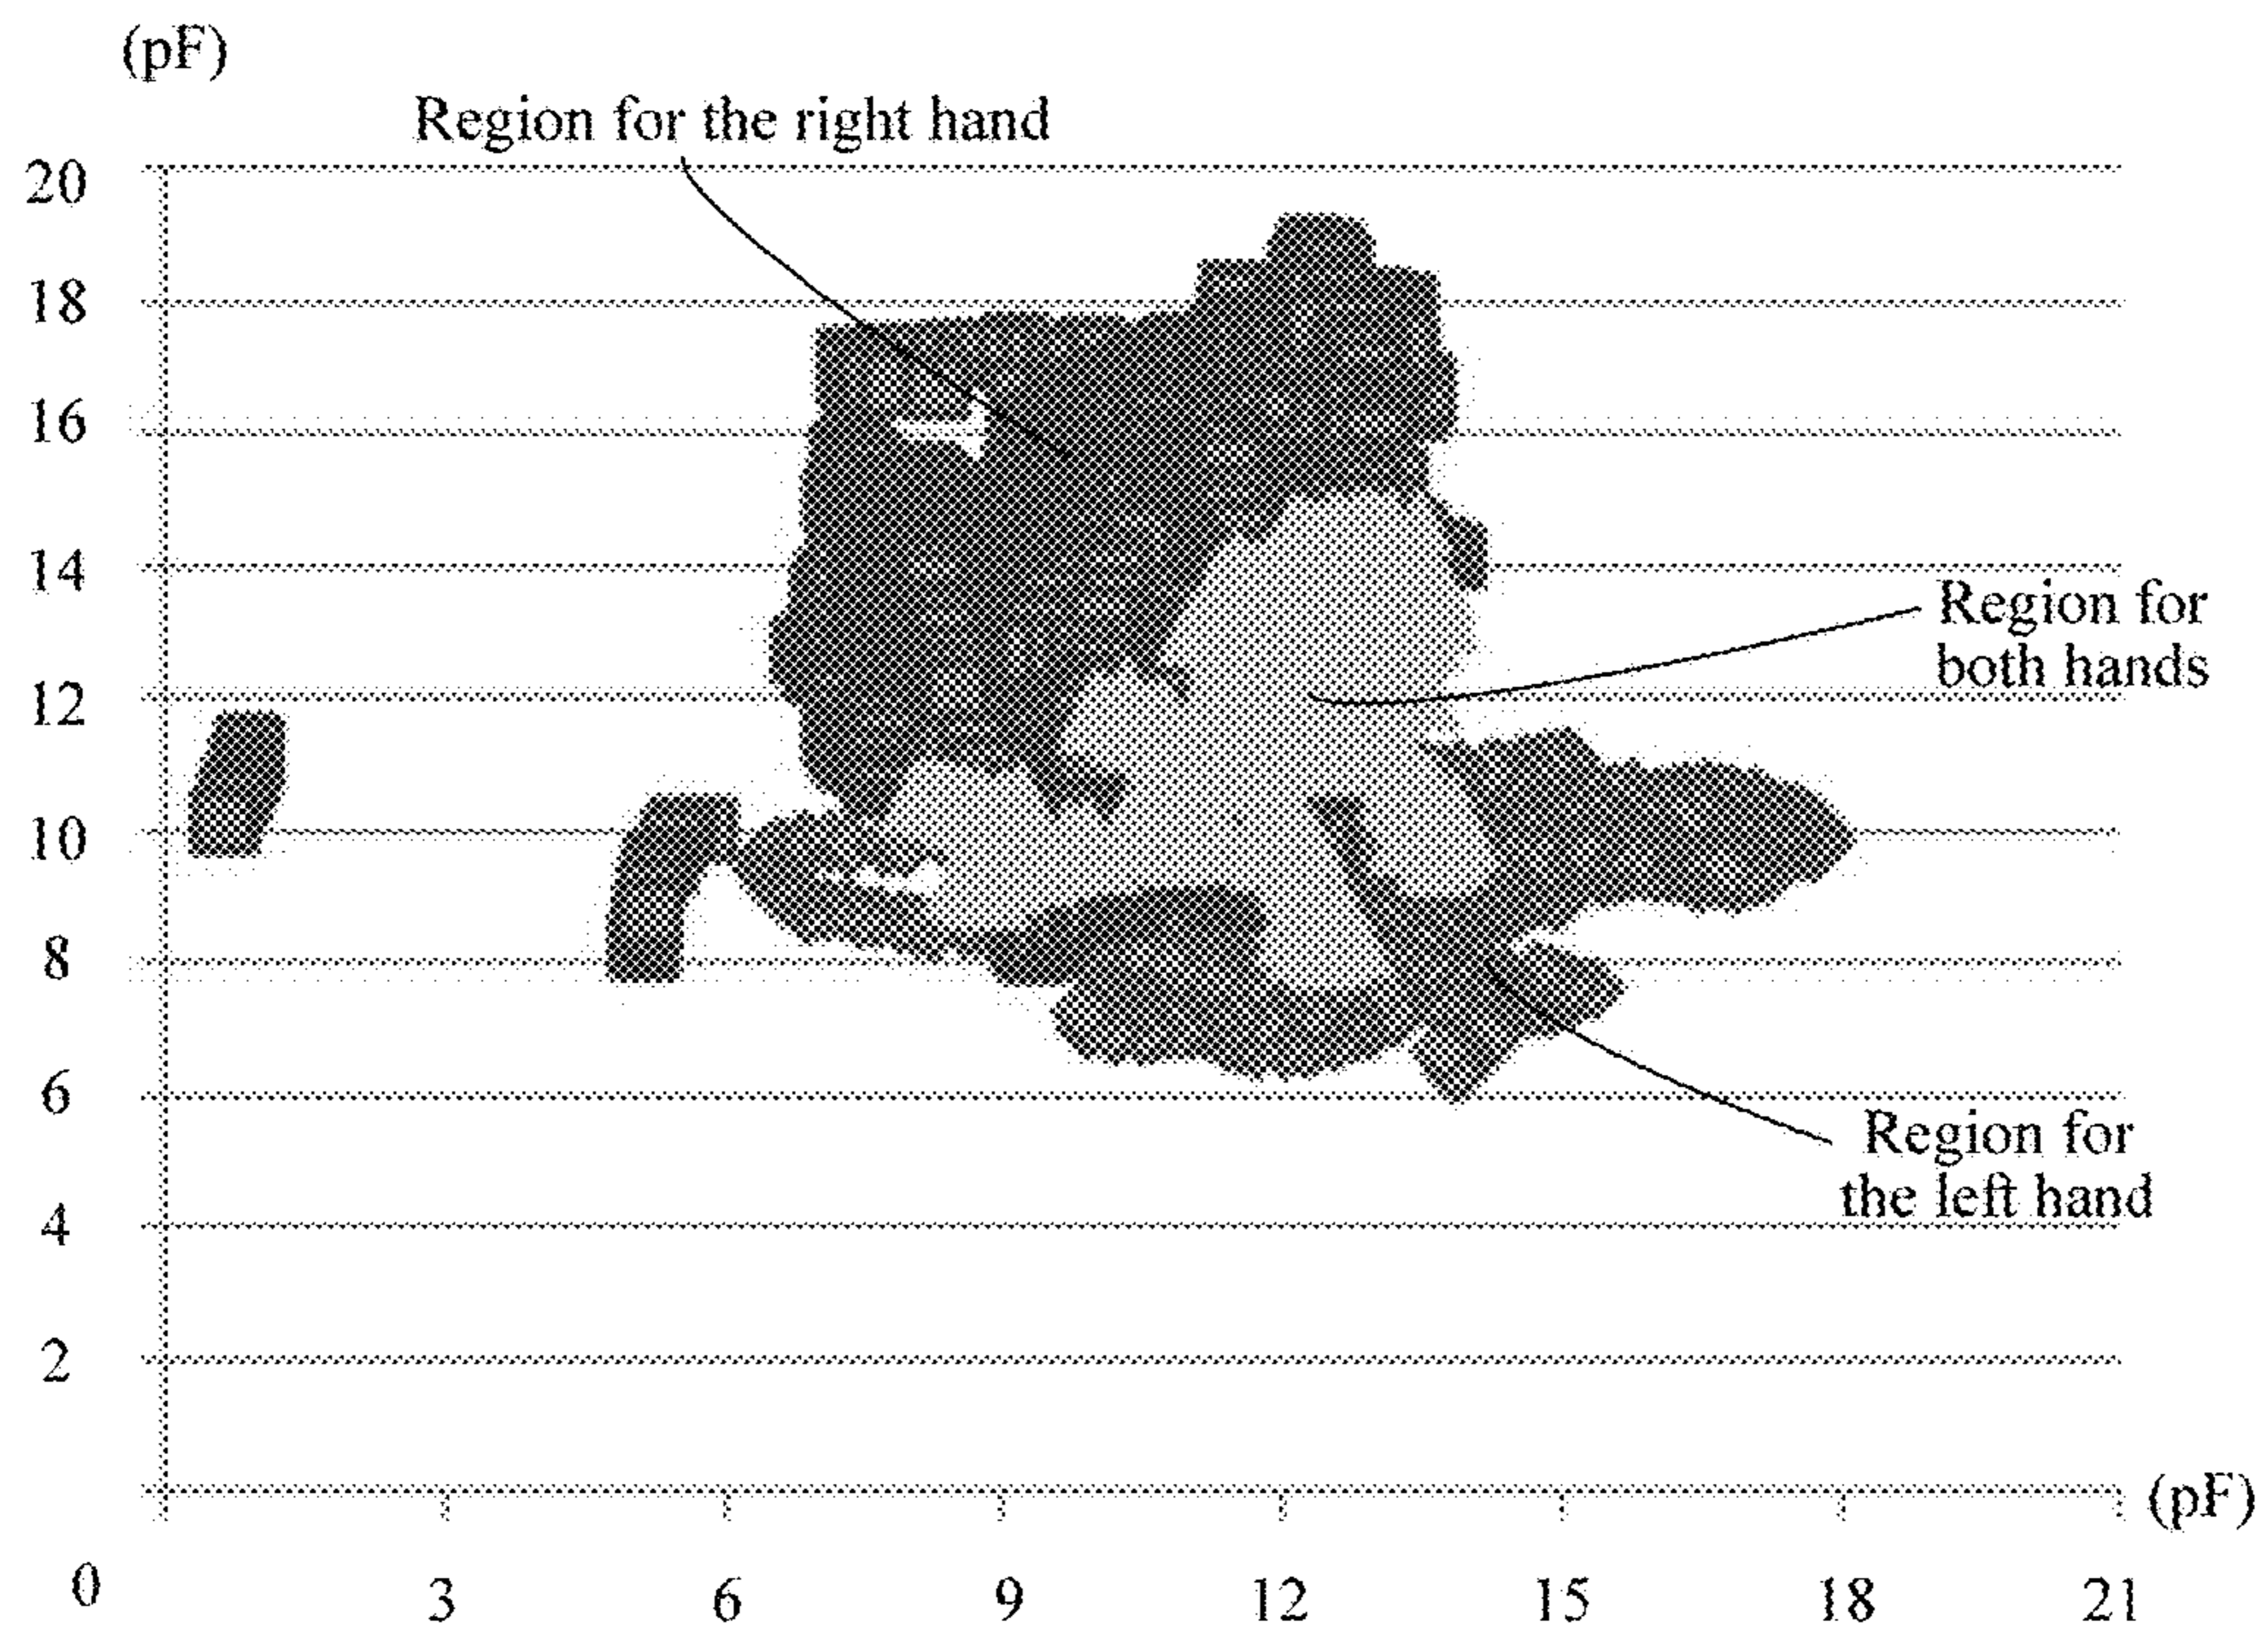 (pF)
Region for the right hand
20
18
16
14
Region for
both hands
12
10
8
6
Region for
the left hand
4
2
(pF)
0 3 6 9 12 15 18 21